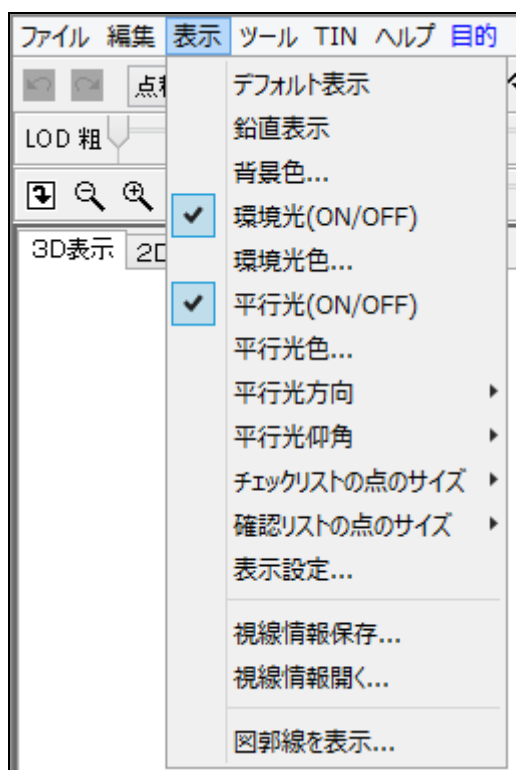 ファイル 編集 表示 ツール TIN ヘルプ 目的
デフォルト表示
鉛直表示
LOD 粗
背景色...
環境光(ON/OFF)
3D表示 2D
環境光色...
平行光(ON/OFF)
平行光色...
平行光方向
平行光仰角
チェックリストの点のサイズ
確認リストの点のサイズ
表示設定...
視線情報保存...
視線情報開く...
図郭線を表示...